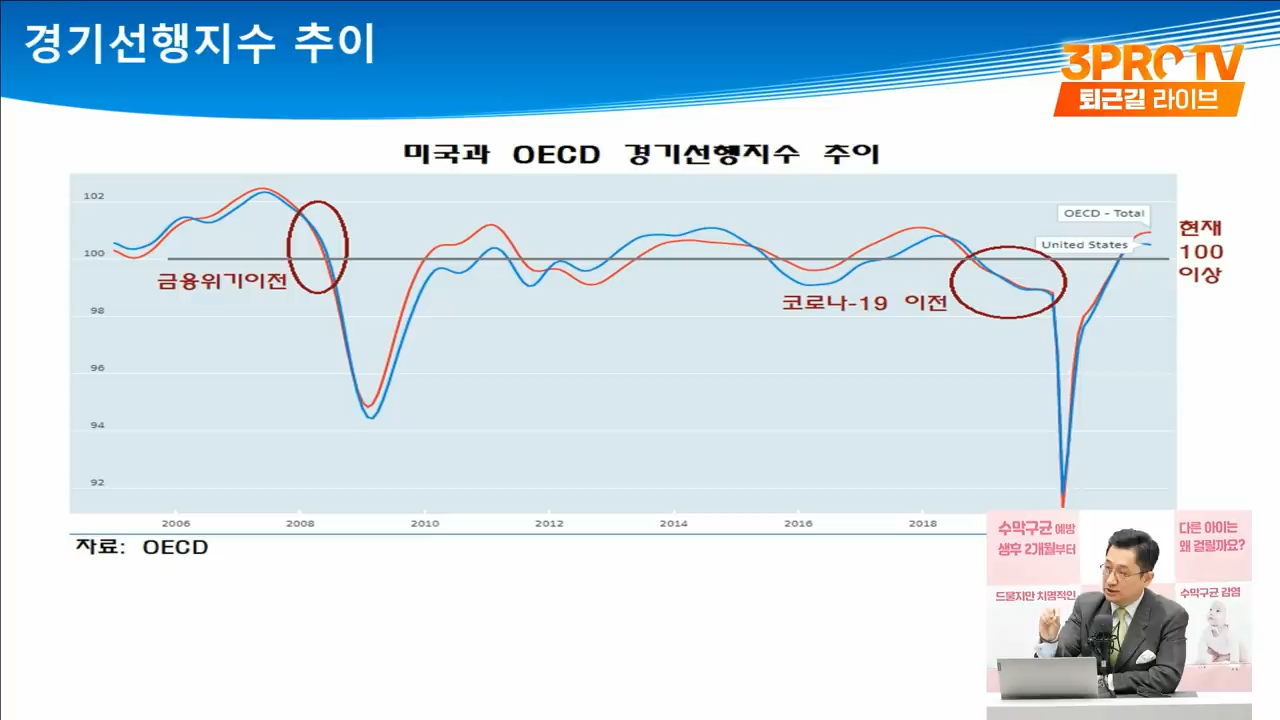 경기선행지수 추이
3PROTV
퇴근길 라이브
미국과 OECD 경기선행지수 추이
102
100
98
96
94
92
OECD - Total
United States
현재
100
이상
금융위기이전
코로나-19 이전
2006
2008
2010
2012
2014
2016
2018
자료: OECD
수막구균 예방
생후 2개월부터
다른 아이는
왜 걸릴까요?
드물지만 치명적인
수막구균 감염